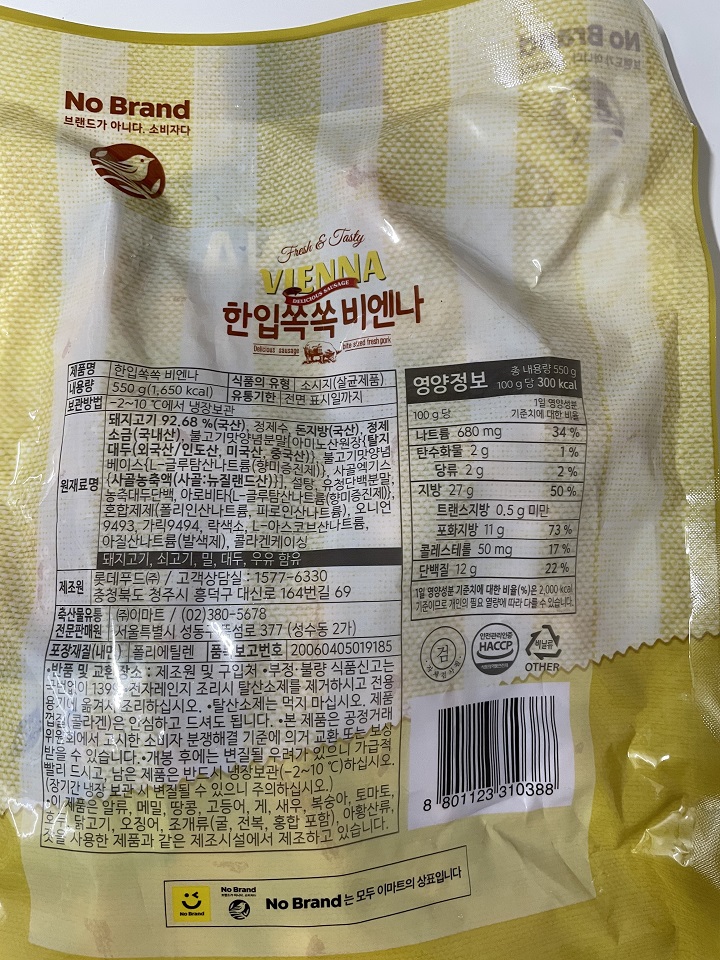 No Brand
브랜드가 아니다. 소비자다
No Bra
브랜드가 아니
Fresh & Tasty
VIENNA
DELICIOUS SAUSAGE
한입쏙쏙 비엔나
Delicious sausage bite sized fresh pork
제품명 한입쏙쏙 비엔나
내용량 550 g(1,650 kcal) 식품의 유형 소시지(살균제품)
보관방법 -2~10 ℃에서 냉장보관 유통기한 전면 표시일까지
원재료명
돼지고기 92.68 %(국산), 정제수, 돈지방(국산), 정제
소금(국내산), 불고기맛양념분말[아미노산원장{탈지
대두(외국산/인도산, 미국산, 중국산)}, 불고기맛양념
베이스{L-글루탐산나트륨(향미증진제)}, 사골엑기스
{사골농축액(사골:뉴질랜드산)}], 설탕, 유청단백분말,
농축대두단백, 아로비타{L-글루탐산나트륨(향미증진제)},
혼합제제(폴리인산나트륨, 피로인산나트륨), 오니언
9493, 가릭9494, 락색소, L-아스코브산나트륨,
아질산나트륨(발색제), 콜라겐케이싱
돼지고기, 쇠고기, 밀, 대두, 우유 함유
제조원 롯데푸드(주) / 고객상담실 : 1577-6330
충청북도 청주시 흥덕구 대신로 164번길 69
축산물유통 전문판매원 (주)이마트 / (02)380-5678
서울특별시 성동 뚝섬로 377 (성수동 2가)
포장재질(내면) 폴리에틸렌 품목보고번호 20060405019185
•반품 및 교환장소 : 제조원 및 구입처 •부정·불량 식품신고는
국번없이 1399 •전자레인지 조리시 탈산소제를 제거하시고 전용
용기에 옮겨서 조리하십시오. •탈산소제는 먹지 마십시오. 제품
껍질(콜라겐)은 안심하고 드셔도 됩니다. •본 제품은 공정거래
위원회에서 고시한 소비자 분쟁해결 기준에 의거 교환 또는 보상
받을 수 있습니다. •개봉 후에는 변질될 우려가 있으니 가급적
빨리 드시고, 남은 제품은 반드시 냉장보관(-2~10 ℃)하십시오.
(장기간 냉장 보관 시 변질될 수 있으니 주의하십시오.)
•이 제품은 알류, 메밀, 땅콩, 고등어, 게, 새우, 복숭아, 토마토,
호두, 닭고기, 오징어, 조개류(굴, 전복, 홍합 포함), 아황산류,
잣을 사용한 제품과 같은 제조시설에서 제조하고 있습니다.
영양정보 총 내용량 550 g
100 g 당 300 kcal
100 g 당 1일 영양성분
기준치에 대한 비율
나트륨 680 mg 34 %
탄수화물 2 g 1 %
당류 2 g 2 %
지방 27 g 50 %
트랜스지방 0.5 g 미만
포화지방 11 g 73 %
콜레스테롤 50 mg 17 %
단백질 12 g 22 %
1일 영양성분 기준치에 대한 비율(%)은 2,000 kcal
기준이므로 개인의 필요 열량에 따라 다를 수 있습니다.
검
안전관리인증
HACCP
비닐류
OTHER
8 801123 310388
No Brand
No Brand
No Brand 는 모두 이마트의 상표입니다